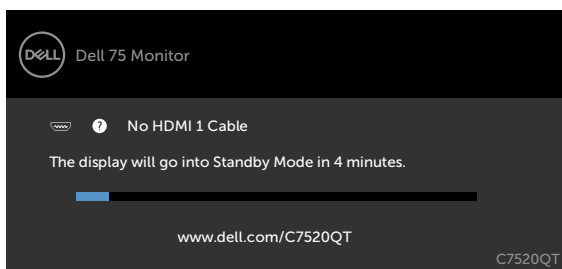 DELL
Dell 75 Monitor
? No HDMI 1 Cable
The display will go into Standby Mode in 4 minutes.
www.dell.com/C7520QT
C7520QT